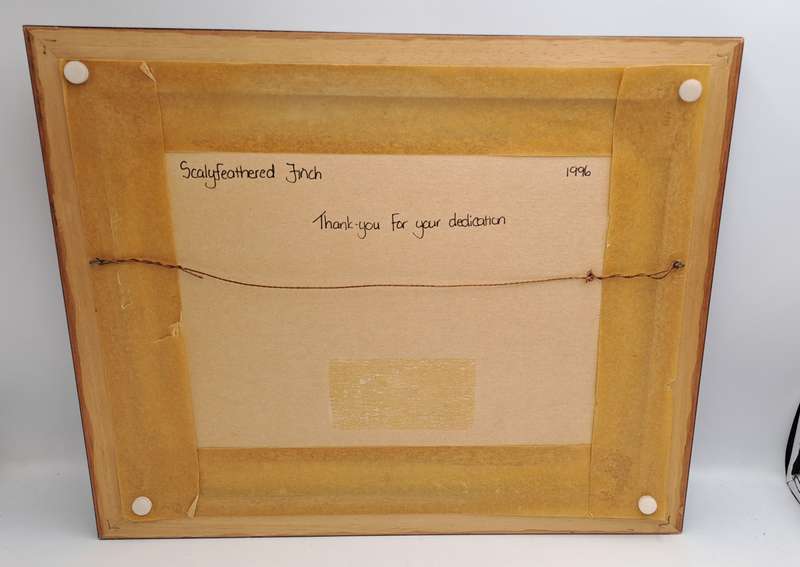 Scalyfeathered Finch
1996
Thank-you for your dedication